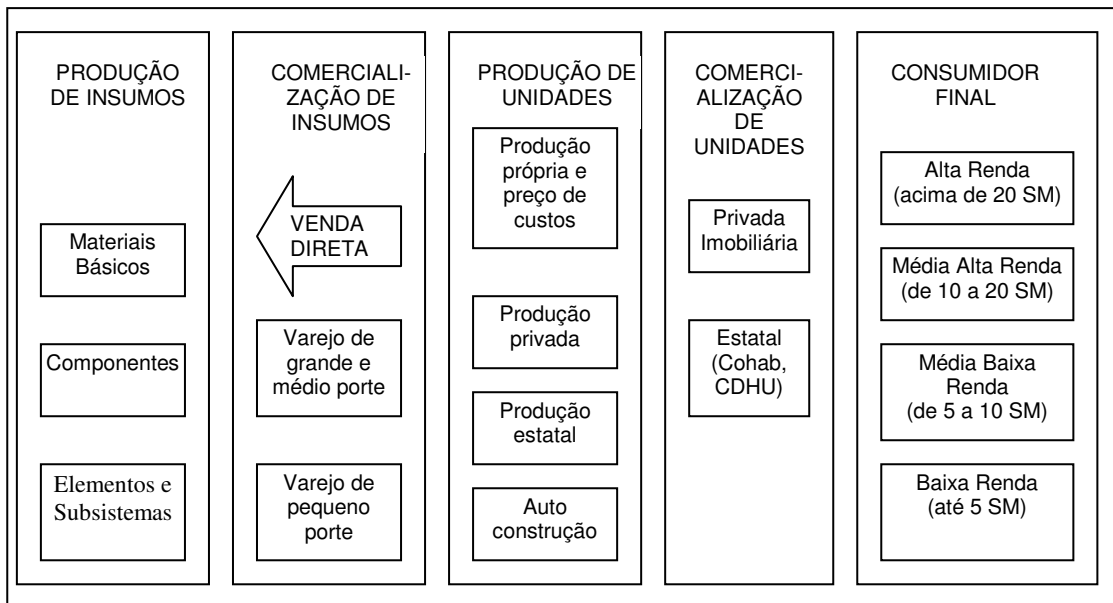 PRODUÇÃO
DE INSUMOS
Materiais
Básicos
Componentes
Elementos e
Subsistemas
COMERCIALI-
ZAÇÃO DE
INSUMOS
VENDA
DIRETA
Varejo de
grande e
médio porte
Varejo de
pequeno
porte
PRODUÇÃO DE
UNIDADES
Produção
própria e
preço de
custos
Produção
privada
Produção
estatal
Auto
construção
COMERCI-
ALIZAÇÃO
DE
UNIDADES
Privada
Imobiliária
Estatal
(Cohab,
CDHU)
CONSUMIDOR
FINAL
Alta Renda
(acima de 20 SM)
Média Alta Renda
(de 10 a 20 SM)
Média Baixa
Renda
(de 5 a 10 SM)
Baixa Renda
(até 5 SM)